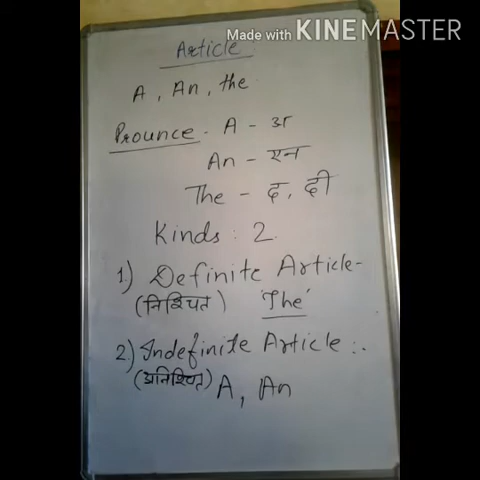 Made with KINEMASTER
Article
A, An, the
Prounce - A - अ
An - एन
The - द, दी
Kinds : 2
1) Definite Article-
(निश्चित) 'The'
2.) Indefinite Article :-
(अनिश्चित) A, An